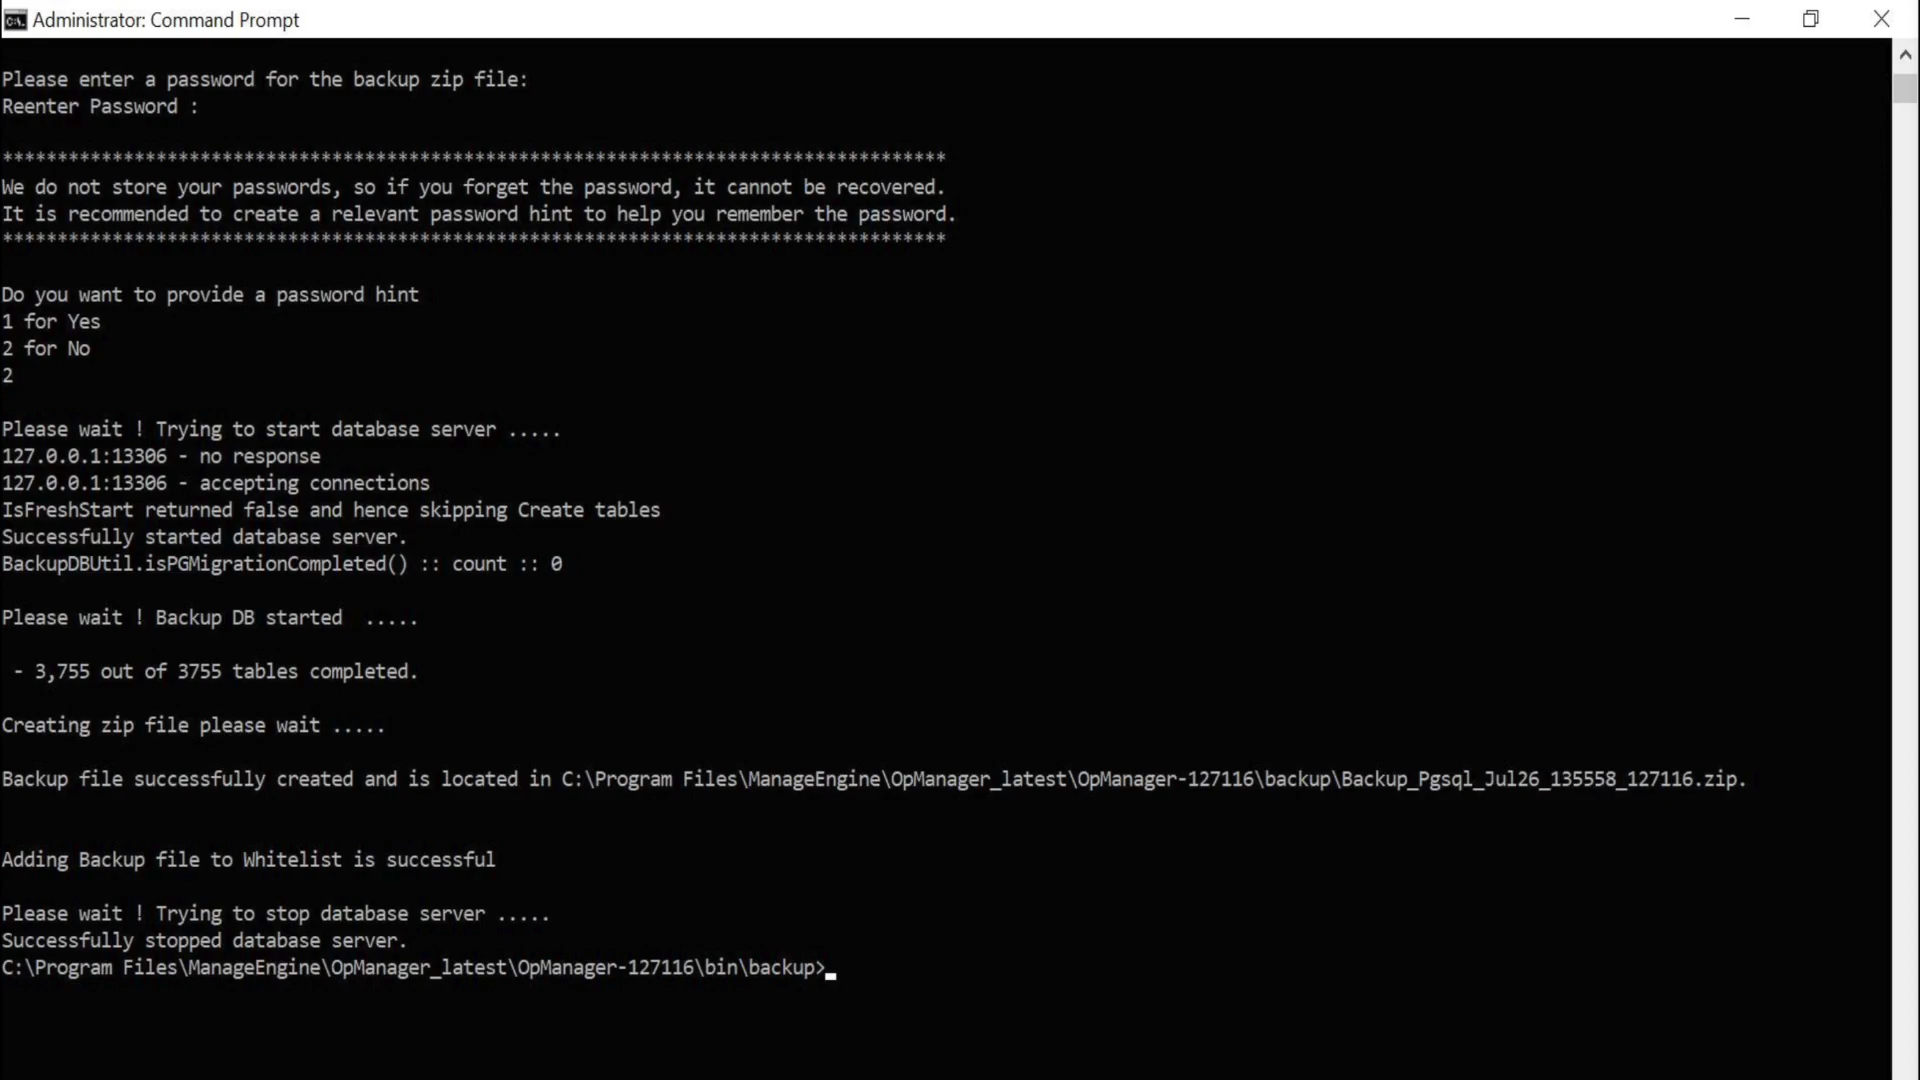 Administrator: Command Prompt
Please enter a password for the backup zip file:
Reenter Password :
**************************************************************************************
We do not store your passwords, so if you forget the password, it cannot be recovered.
It is recommended to create a relevant password hint to help you remember the password.
**************************************************************************************
Do you want to provide a password hint
1 for Yes
2 for No
2
Please wait ! Trying to start database server .....
127.0.0.1:13306 - no response
127.0.0.1:13306 - accepting connections
IsFreshStart returned false and hence skipping Create tables
Successfully started database server.
BackupDBUtil.isPGMigrationCompleted() :: count :: 0
Please wait ! Backup DB started  .....
- 3,755 out of 3755 tables completed.
Creating zip file please wait .....
Backup file successfully created and is located in C:\Program Files\ManageEngine\OpManager_latest\OpManager-127116\backup\Backup_Pgsql_Jul26_135558_127116.zip.
Adding Backup file to Whitelist is successful
Please wait ! Trying to stop database server .....
Successfully stopped database server.
C:\Program Files\ManageEngine\OpManager_latest\OpManager-127116\bin\backup>